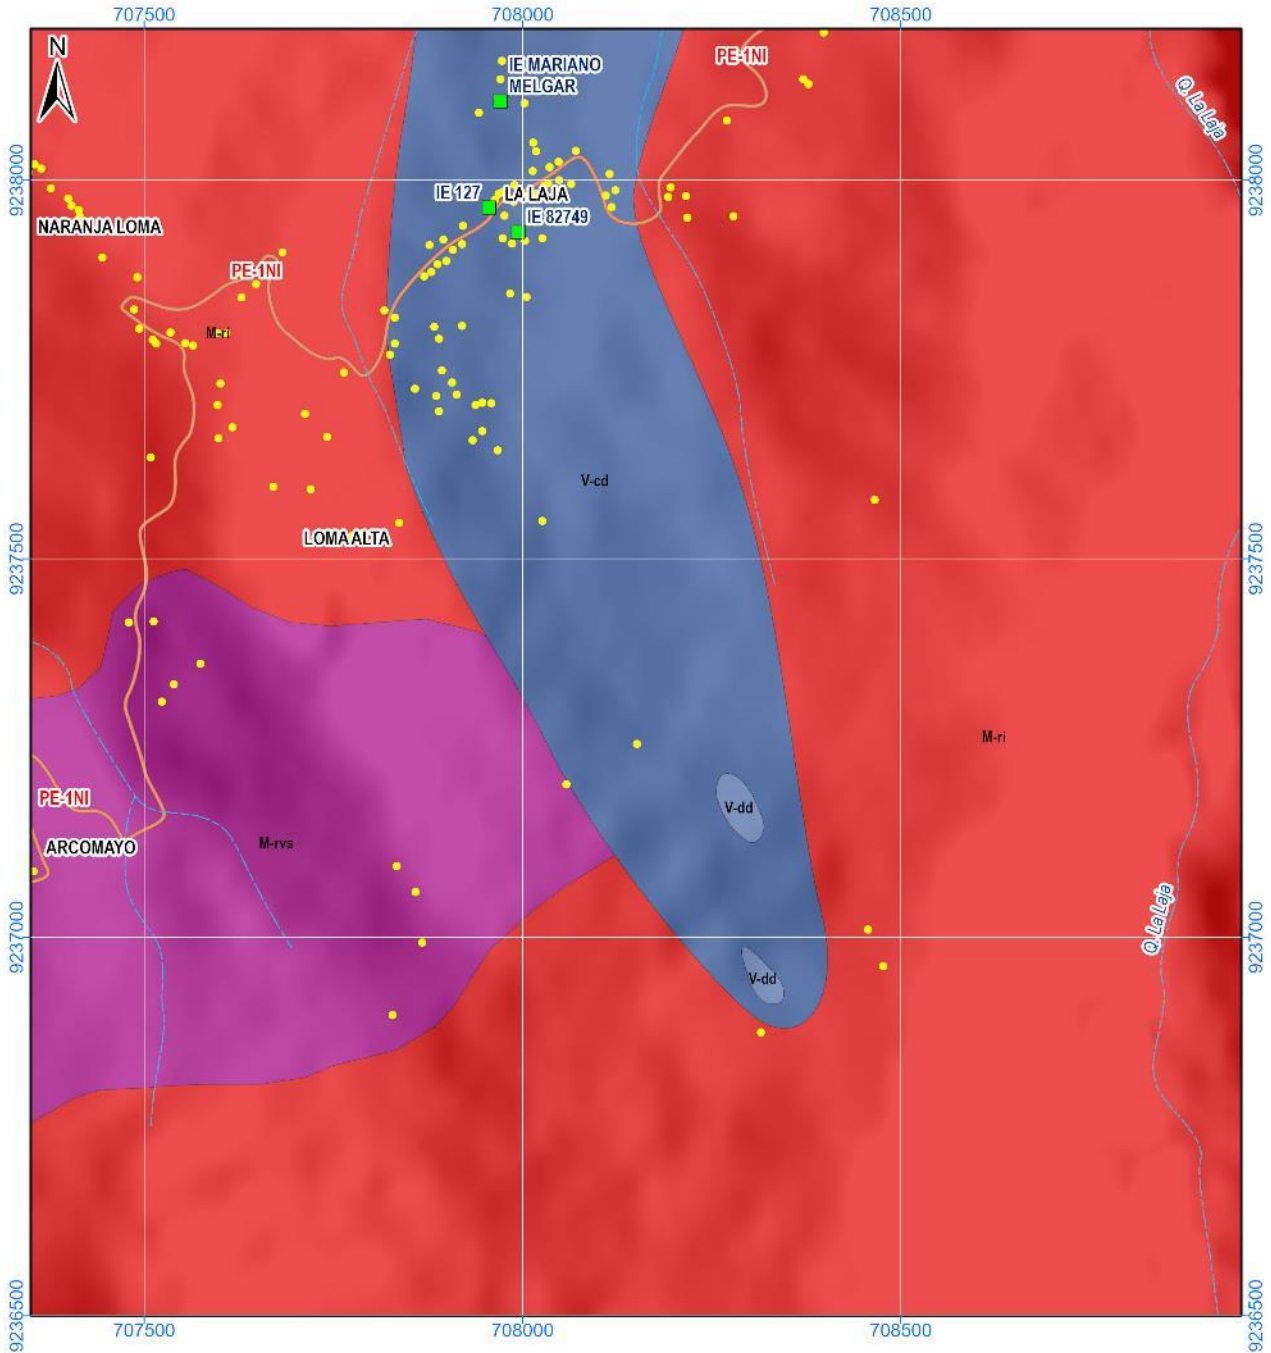 707500
708000
708500
N
IE MARIANO
MELGAR
PE-1NI
Q. La Laja
9238000
9238000
IE 127
LA LAJA
IE 82749
NARANJA LOMA
PE-1NI
M-ri
V-cd
LOMA ALTA
9237500
9237500
M-ri
PE-1NI
V-dd
ARCOMAYO
M-rvs
Q. La Laja
9237000
9237000
V-dd
9236500
9236500
707500
708000
708500